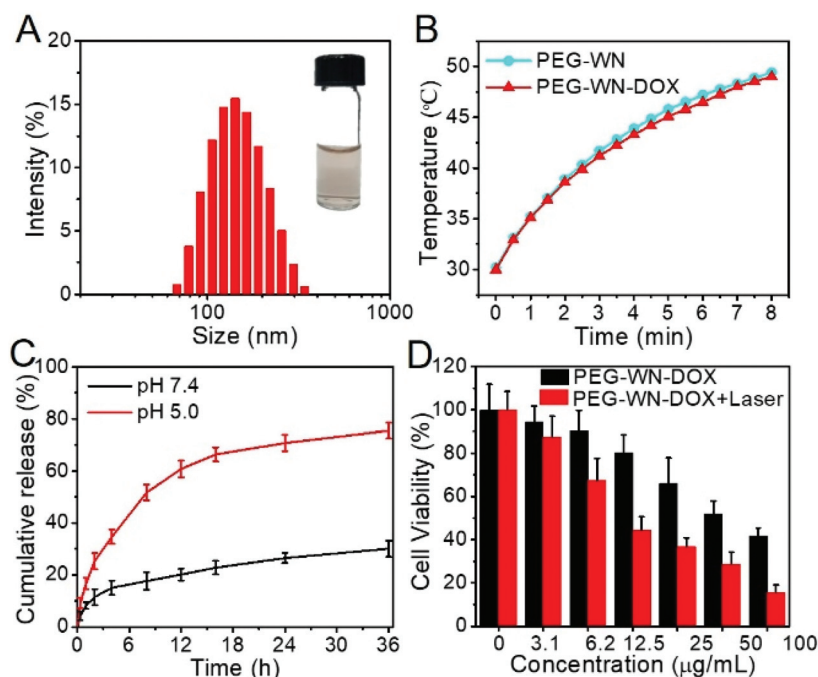 A
Intensity (%)
20
15
10
5
0
100
1000
Size (nm)
B
PEG-WN
PEG-WN-DOX
Temperature (℃)
50
45
40
35
30
0 1 2 3 4 5 6 7 8
Time (min)
C
pH 7.4
pH 5.0
Cumulative release (%)
100
80
60
40
20
0
0 6 12 18 24 30 36
Time (h)
D
PEG-WN-DOX
PEG-WN-DOX+Laser
Cell Viability (%)
120
100
80
60
40
20
0
0 3.1 6.2 12.5 25 50 100
Concentration (μg/mL)